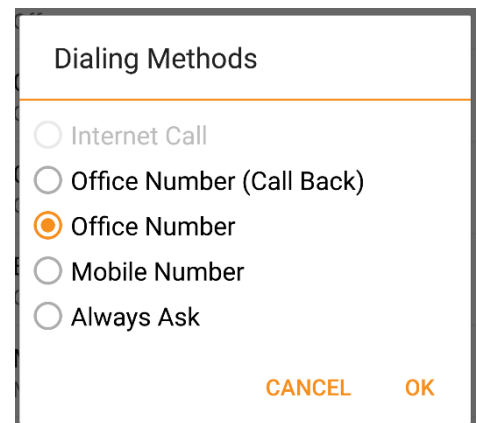 Dialing Methods
Internet Call
Office Number (Call Back)
Office Number
Mobile Number
Always Ask
CANCEL OK